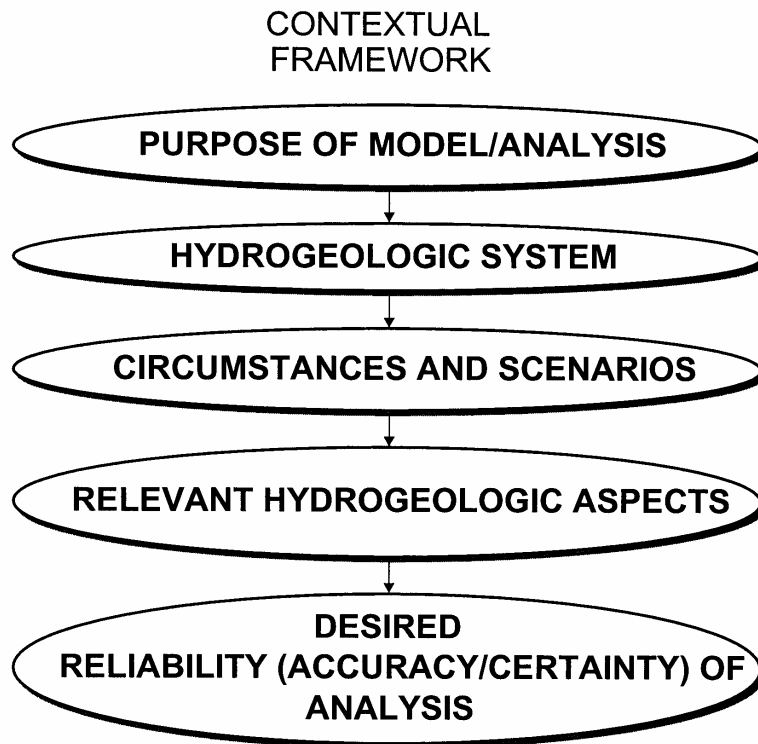 CONTEXTUAL
FRAMEWORK
PURPOSE OF MODEL/ANALYSIS
HYDROGEOLOGIC SYSTEM
CIRCUMSTANCES AND SCENARIOS
RELEVANT HYDROGEOLOGIC ASPECTS
DESIRED
RELIABILITY (ACCURACY/CERTAINTY) OF
ANALYSIS